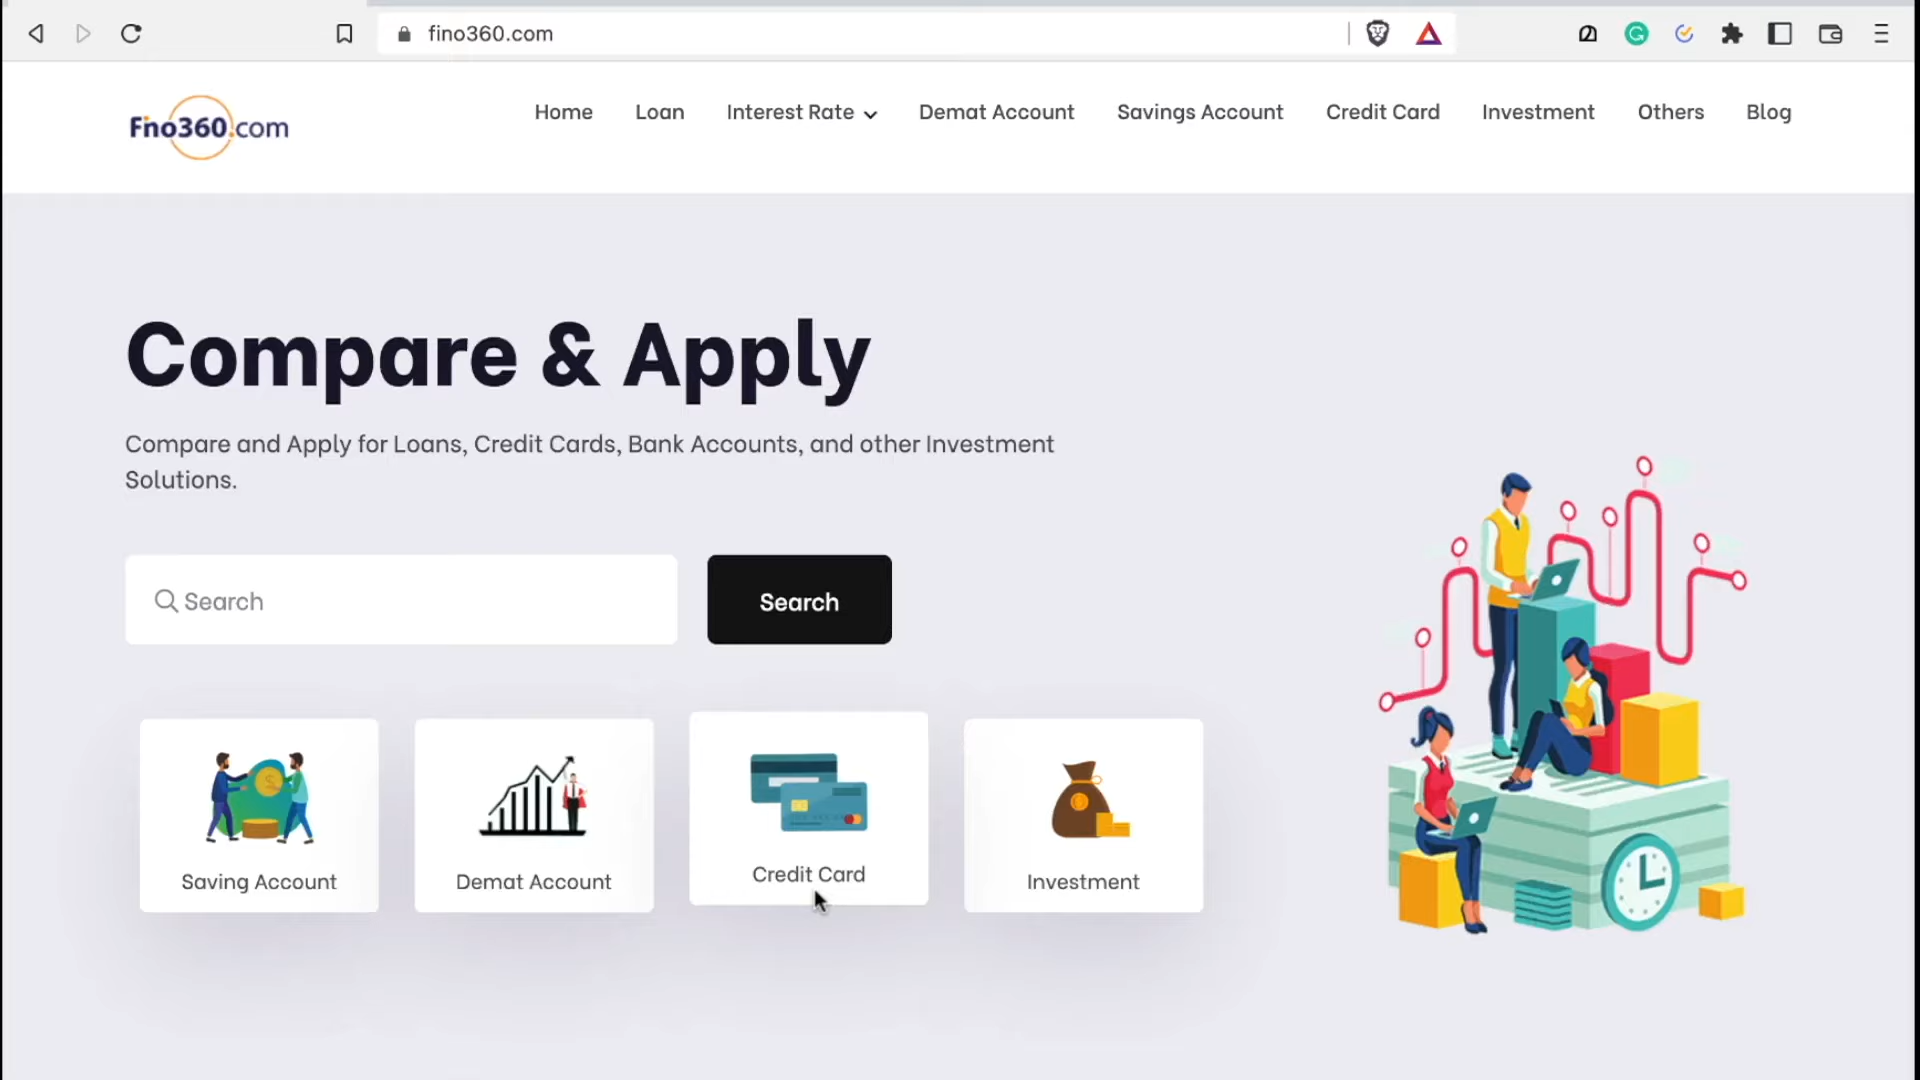 fino360.com
Fino360.com
Home
Loan
Interest Rate
Demat Account
Savings Account
Credit Card
Investment
Others
Blog
Compare & Apply
Compare and Apply for Loans, Credit Cards, Bank Accounts, and other Investment
Solutions.
Search
Search
Saving Account
Demat Account
Credit Card
Investment